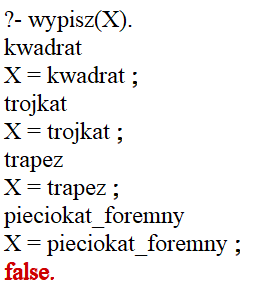 ?- wypisz(X).
kwadrat
X = kwadrat ;
trojkat
X = trojkat ;
trapez
X = trapez ;
pieciokat_foremny
X = pieciokat_foremny ;
false.